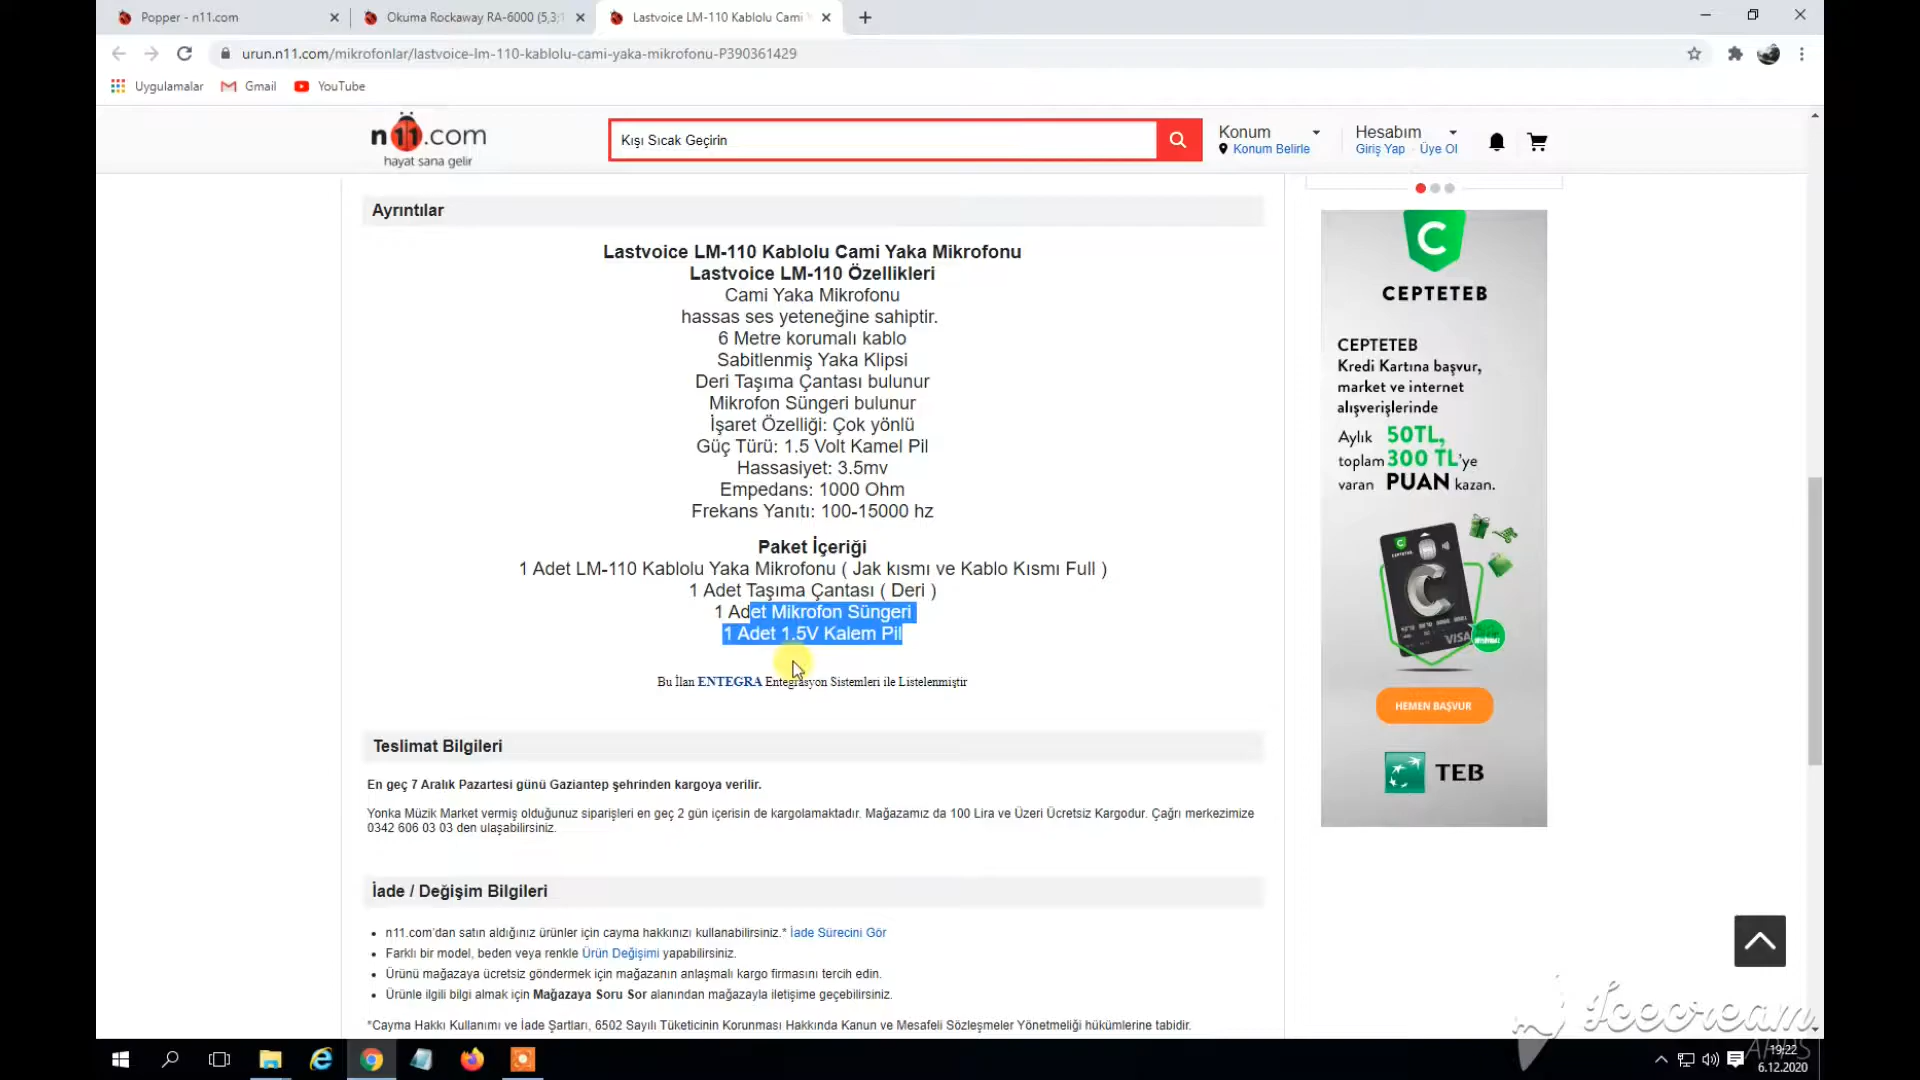 Popper - n11.com
Okuma Rockaway RA-6000 (5,3:1
Lastvoice LM-110 Kablolu Cami Y
urun.n11.com/mikrofonlar/lastvoice-lm-110-kablolu-cami-yaka-mikrofonu-P390361429
Uygulamalar
Gmail
YouTube
n11.com
hayat sana gelir
Kışı Sıcak Geçirin
Konum
Konum Belirle
Hesabım
Giriş Yap · Üye Ol
Ayrıntılar
Lastvoice LM-110 Kablolu Cami Yaka Mikrofonu
Lastvoice LM-110 Özellikleri
Cami Yaka Mikrofonu
hassas ses yeteneğine sahiptir.
6 Metre korumalı kablo
Sabitlenmiş Yaka Klipsi
Deri Taşıma Çantası bulunur
Mikrofon Süngeri bulunur
İşaret Özelliği: Çok yönlü
Güç Türü: 1.5 Volt Kamel Pil
Hassasiyet: 3.5mv
Empedans: 1000 Ohm
Frekans Yanıtı: 100-15000 hz
Paket İçeriği
1 Adet LM-110 Kablolu Yaka Mikrofonu ( Jak kısmı ve Kablo Kısmı Full )
1 Adet Taşıma Çantası ( Deri )
1 Adet Mikrofon Süngeri
1 Adet 1.5V Kalem Pil
Bu İlan ENTEGRA Entegrasyon Sistemleri ile Listelenmiştir
Teslimat Bilgileri
En geç 7 Aralık Pazartesi günü Gaziantep şehrinden kargoya verilir.
Yonka Müzik Market vermiş olduğunuz siparişleri en geç 2 gün içerisin de kargolamaktadır. Mağazamız da 100 Lira ve Üzeri Ücretsiz Kargodur. Çağrı merkezimize
0342 606 03 03 den ulaşabilirsiniz.
İade / Değişim Bilgileri
n11.com'dan satın aldığınız ürünler için cayma hakkınızı kullanabilirsiniz.* İade Sürecini Gör
Farklı bir model, beden veya renkle Ürün Değişimi yapabilirsiniz.
Ürünü mağazaya ücretsiz göndermek için mağazanın anlaşmalı kargo firmasını tercih edin.
Ürünle ilgili bilgi almak için Mağazaya Soru Sor alanından mağazayla iletişime geçebilirsiniz.
*Cayma Hakkı Kullanımı ve İade Şartları, 6502 Sayılı Tüketicinin Korunması Hakkında Kanun ve Mesafeli Sözleşmeler Yönetmeliği hükümlerine tabidir.
C
CEPTETEB
CEPTETEB
Kredi Kartına başvur,
market ve internet
alışverişlerinde
Aylık 50TL,
toplam 300 TL'ye
varan PUAN kazan.
VISA
HEMEN BAŞVUR
TEB
Icecream
APPS
19:22
6.12.2020